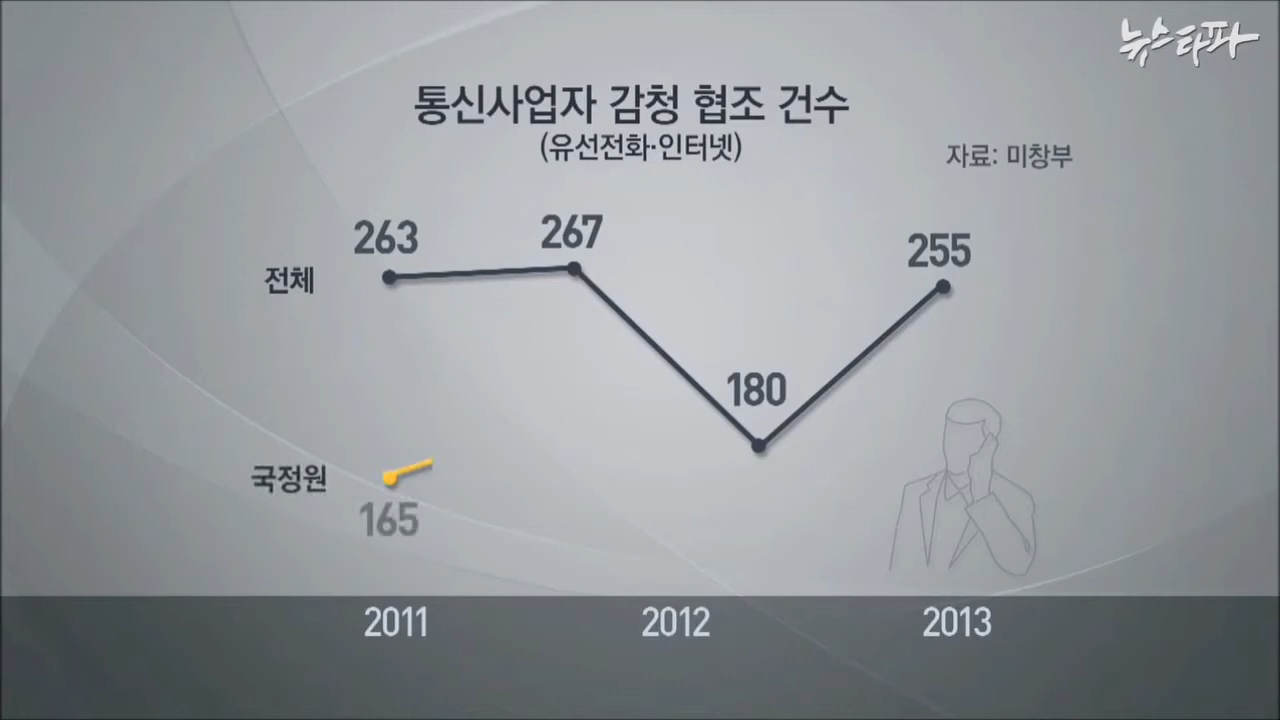 뉴스타파
통신사업자 감청 협조 건수
(유선전화·인터넷)
자료: 미창부
263
267
255
전체
180
국정원
165
2011
2012
2013